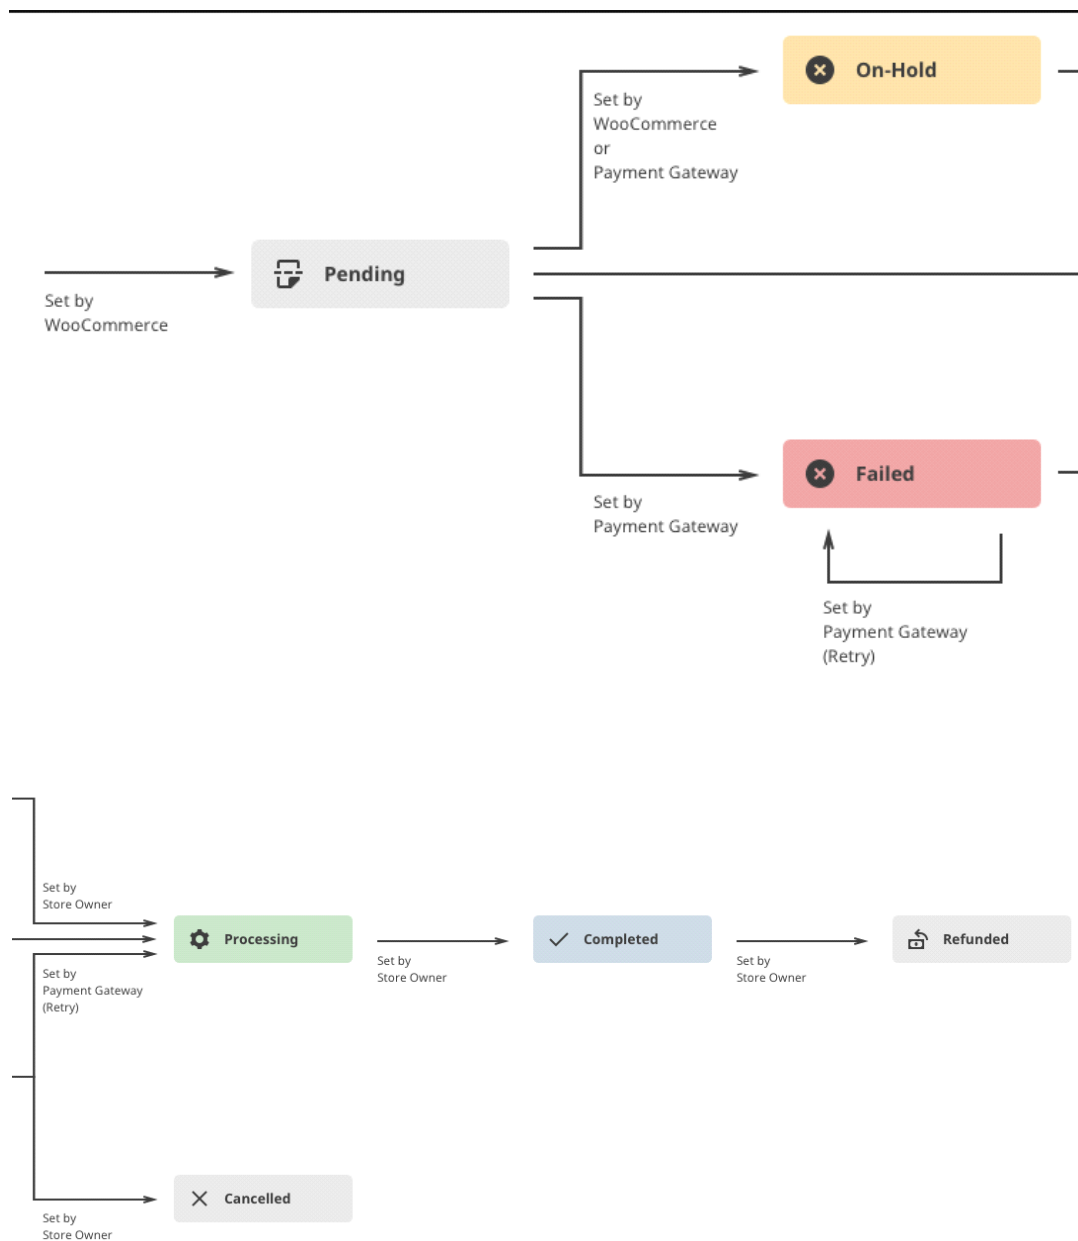 On-Hold
Set by
WooCommerce
or
Payment Gateway
Pending
Set by
WooCommerce
Failed
Set by
Payment Gateway
Set by
Payment Gateway
(Retry)
Set by
Store Owner
Processing
Completed
Refunded
Set by
Store Owner
Set by
Store Owner
Set by
Payment Gateway
(Retry)
Cancelled
Set by
Store Owner